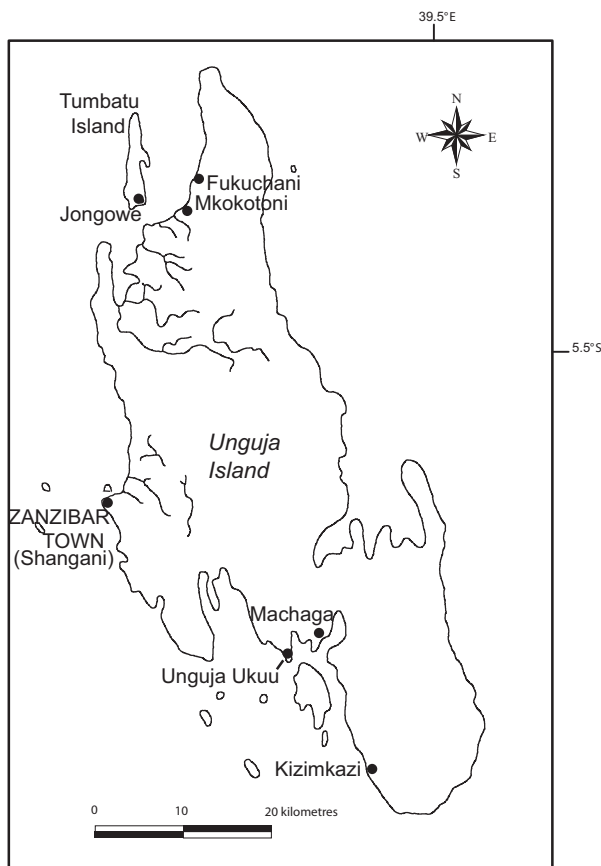 39.5°E
Tumbatu
Island
N
W
E
S
Fukuchani
Mkokotoni
Jongowe
5.5°S
Unguja
Island
ZANZIBAR
TOWN
(Shangani)
Machaga
Unguja Ukuu
Kizimkazi
0 10 20 kilometres